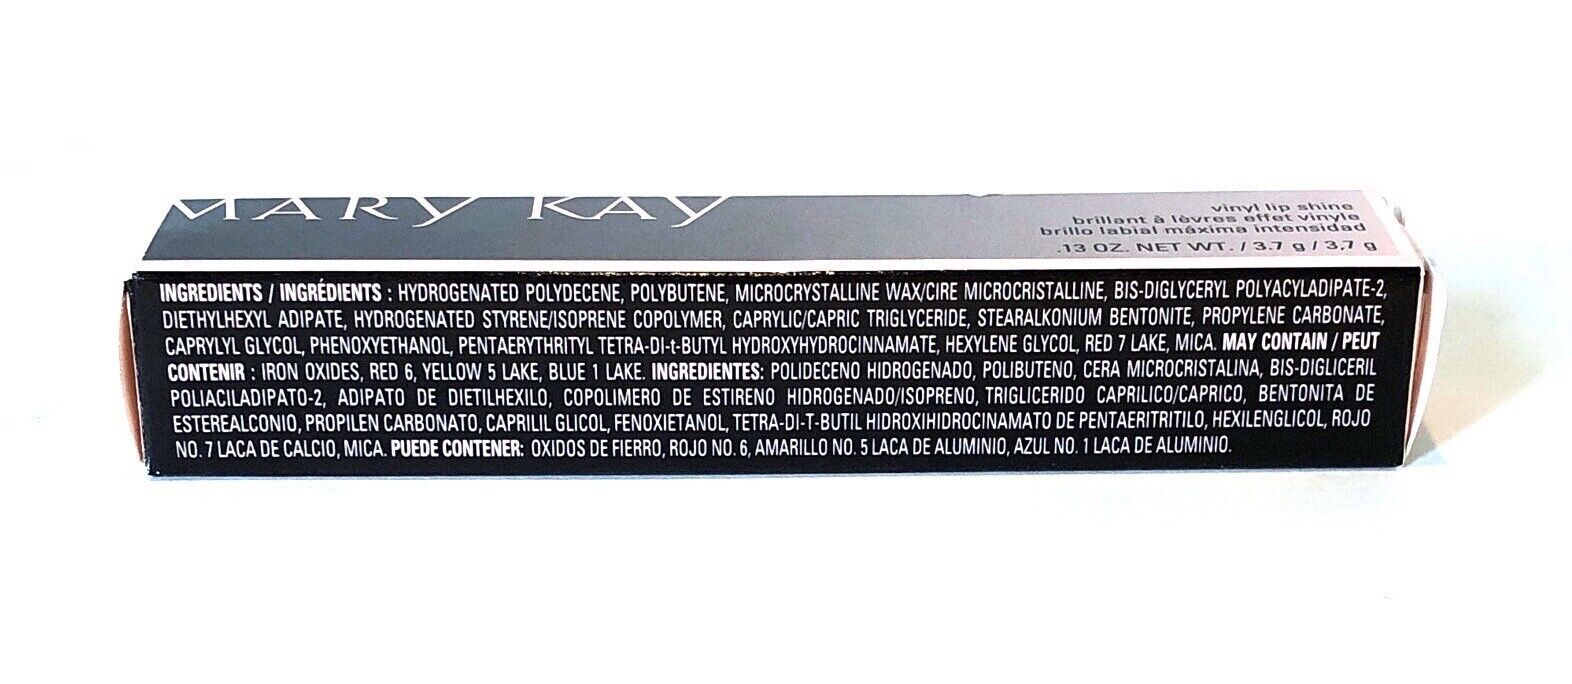 MARY KAY
vinyl lip shine
brillant à lèvres effet vinyle
brillo labial máxima intensidad
.13 OZ. NET WT. / 3.7 g / 3.7 g
INGREDIENTS / INGRÉDIENTS : HYDROGENATED POLYDECENE, POLYBUTENE, MICROCRYSTALLINE WAX/CIRE MICROCRISTALLINE, BIS-DIGLYCERYL POLYACYLADIPATE-2,
DIETHYLHEXYL ADIPATE, HYDROGENATED STYRENE/ISOPRENE COPOLYMER, CAPRYLIC/CAPRIC TRIGLYCERIDE, STEARALKONIUM BENTONITE, PROPYLENE CARBONATE,
CAPRYLYL GLYCOL, PHENOXYETHANOL, PENTAERYTHRITYL TETRA-DI-t-BUTYL HYDROXYHYDROCINNAMATE, HEXYLENE GLYCOL, RED 7 LAKE, MICA. MAY CONTAIN / PEUT
CONTENIR : IRON OXIDES, RED 6, YELLOW 5 LAKE, BLUE 1 LAKE. INGREDIENTES: POLIDECENO HIDROGENADO, POLIBUTENO, CERA MICROCRISTALINA, BIS-DIGLICERIL
POLIACILADIPATO-2, ADIPATO DE DIETILHEXILO, COPOLIMERO DE ESTIRENO HIDROGENADO/ISOPRENO, TRIGLICERIDO CAPRILICO/CAPRICO, BENTONITA DE
ESTEREALCONIO, PROPILEN CARBONATO, CAPRILIL GLICOL, FENOXIETANOL, TETRA-DI-T-BUTIL HIDROXIHIDROCINAMATO DE PENTAERITRITILO, HEXILENGLICOL, ROJO
NO. 7 LACA DE CALCIO, MICA. PUEDE CONTENER: OXIDOS DE FIERRO, ROJO NO. 6, AMARILLO NO. 5 LACA DE ALUMINIO, AZUL NO. 1 LACA DE ALUMINIO.